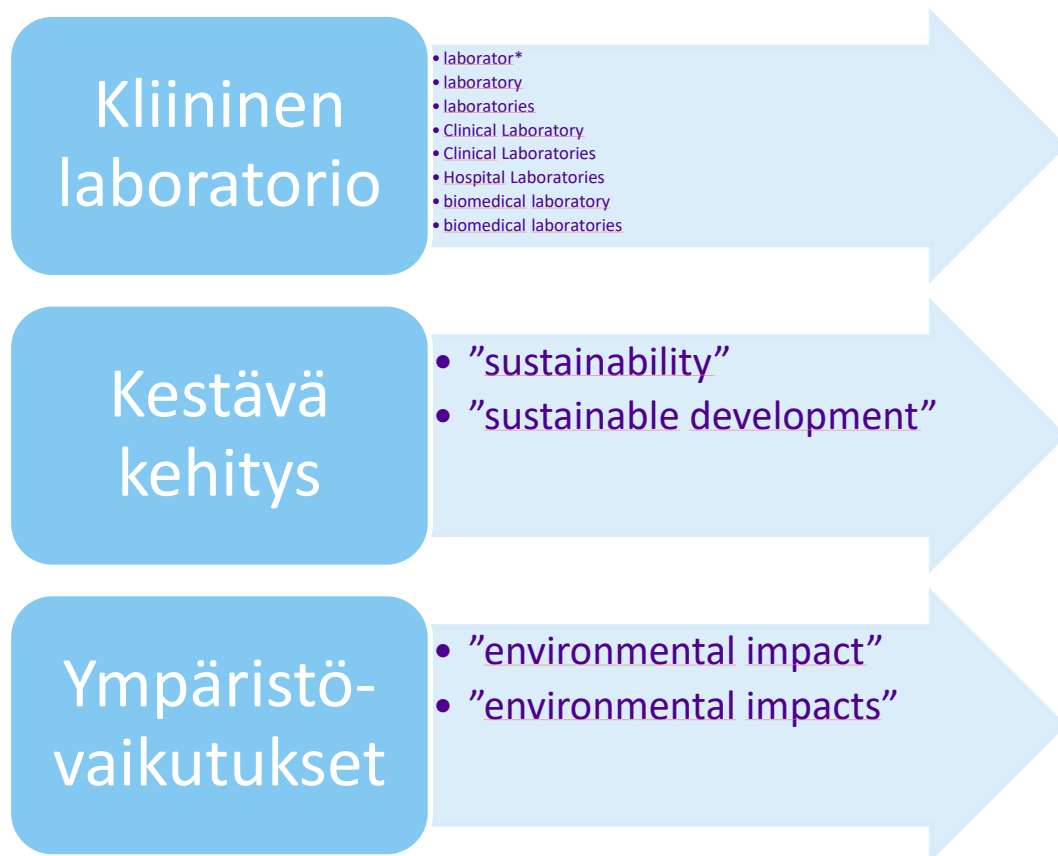 Kliininen
laboratorio
• laborator*
• laboratory
• laboratories
• Clinical Laboratory
• Clinical Laboratories
• Hospital Laboratories
• biomedical laboratory
• biomedical laboratories
Kestävä
kehitys
• ”sustainability”
• ”sustainable development”
Ympäristö-
vaikutukset
• ”environmental impact”
• ”environmental impacts”